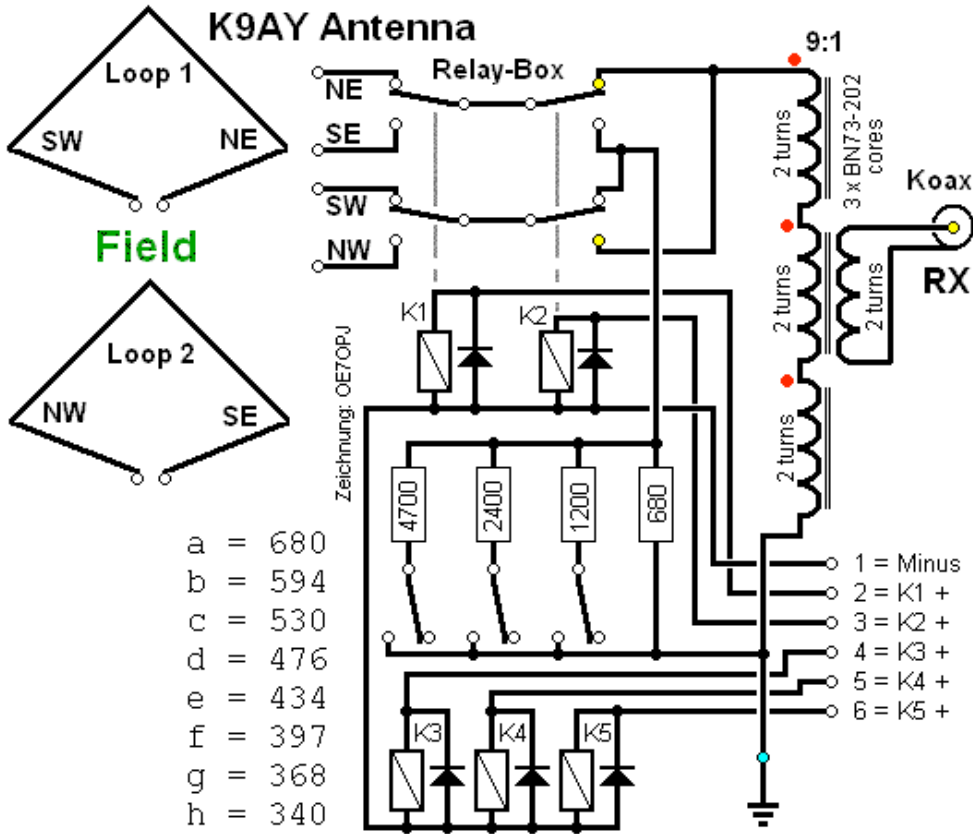 K9AY Antenna
Loop 1
SW
NE
Field
Loop 2
NW
SE
Relay-Box
NE
SE
SW
NW
9:1
2 turns
3 x BN73-202
cores
2 turns
2 turns
2 turns
Koax
RX
K1
K2
Zeichnung: OE7OPJ
4700
2400
1200
680
a = 680
b = 594
c = 530
d = 476
e = 434
f = 397
g = 368
h = 340
1 = Minus
2 = K1 +
3 = K2 +
4 = K3 +
5 = K4 +
6 = K5 +
K3
K4
K5